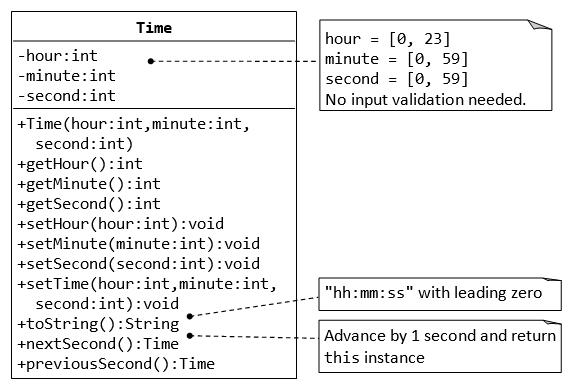 Time
-hour:int
-minute:int
-second:int
+Time(hour:int,minute:int,
second:int)
+getHour():int
+getMinute():int
+getSecond():int
+setHour(hour:int):void
+setMinute(minute:int):void
+setSecond(second:int):void
+setTime(hour:int,minute:int,
second:int):void
+toString():String
+nextSecond():Time
+previousSecond():Time
hour = [0, 23]
minute = [0, 59]
second = [0, 59]
No input validation needed.
"hh:mm:ss" with leading zero
Advance by 1 second and return
this instance